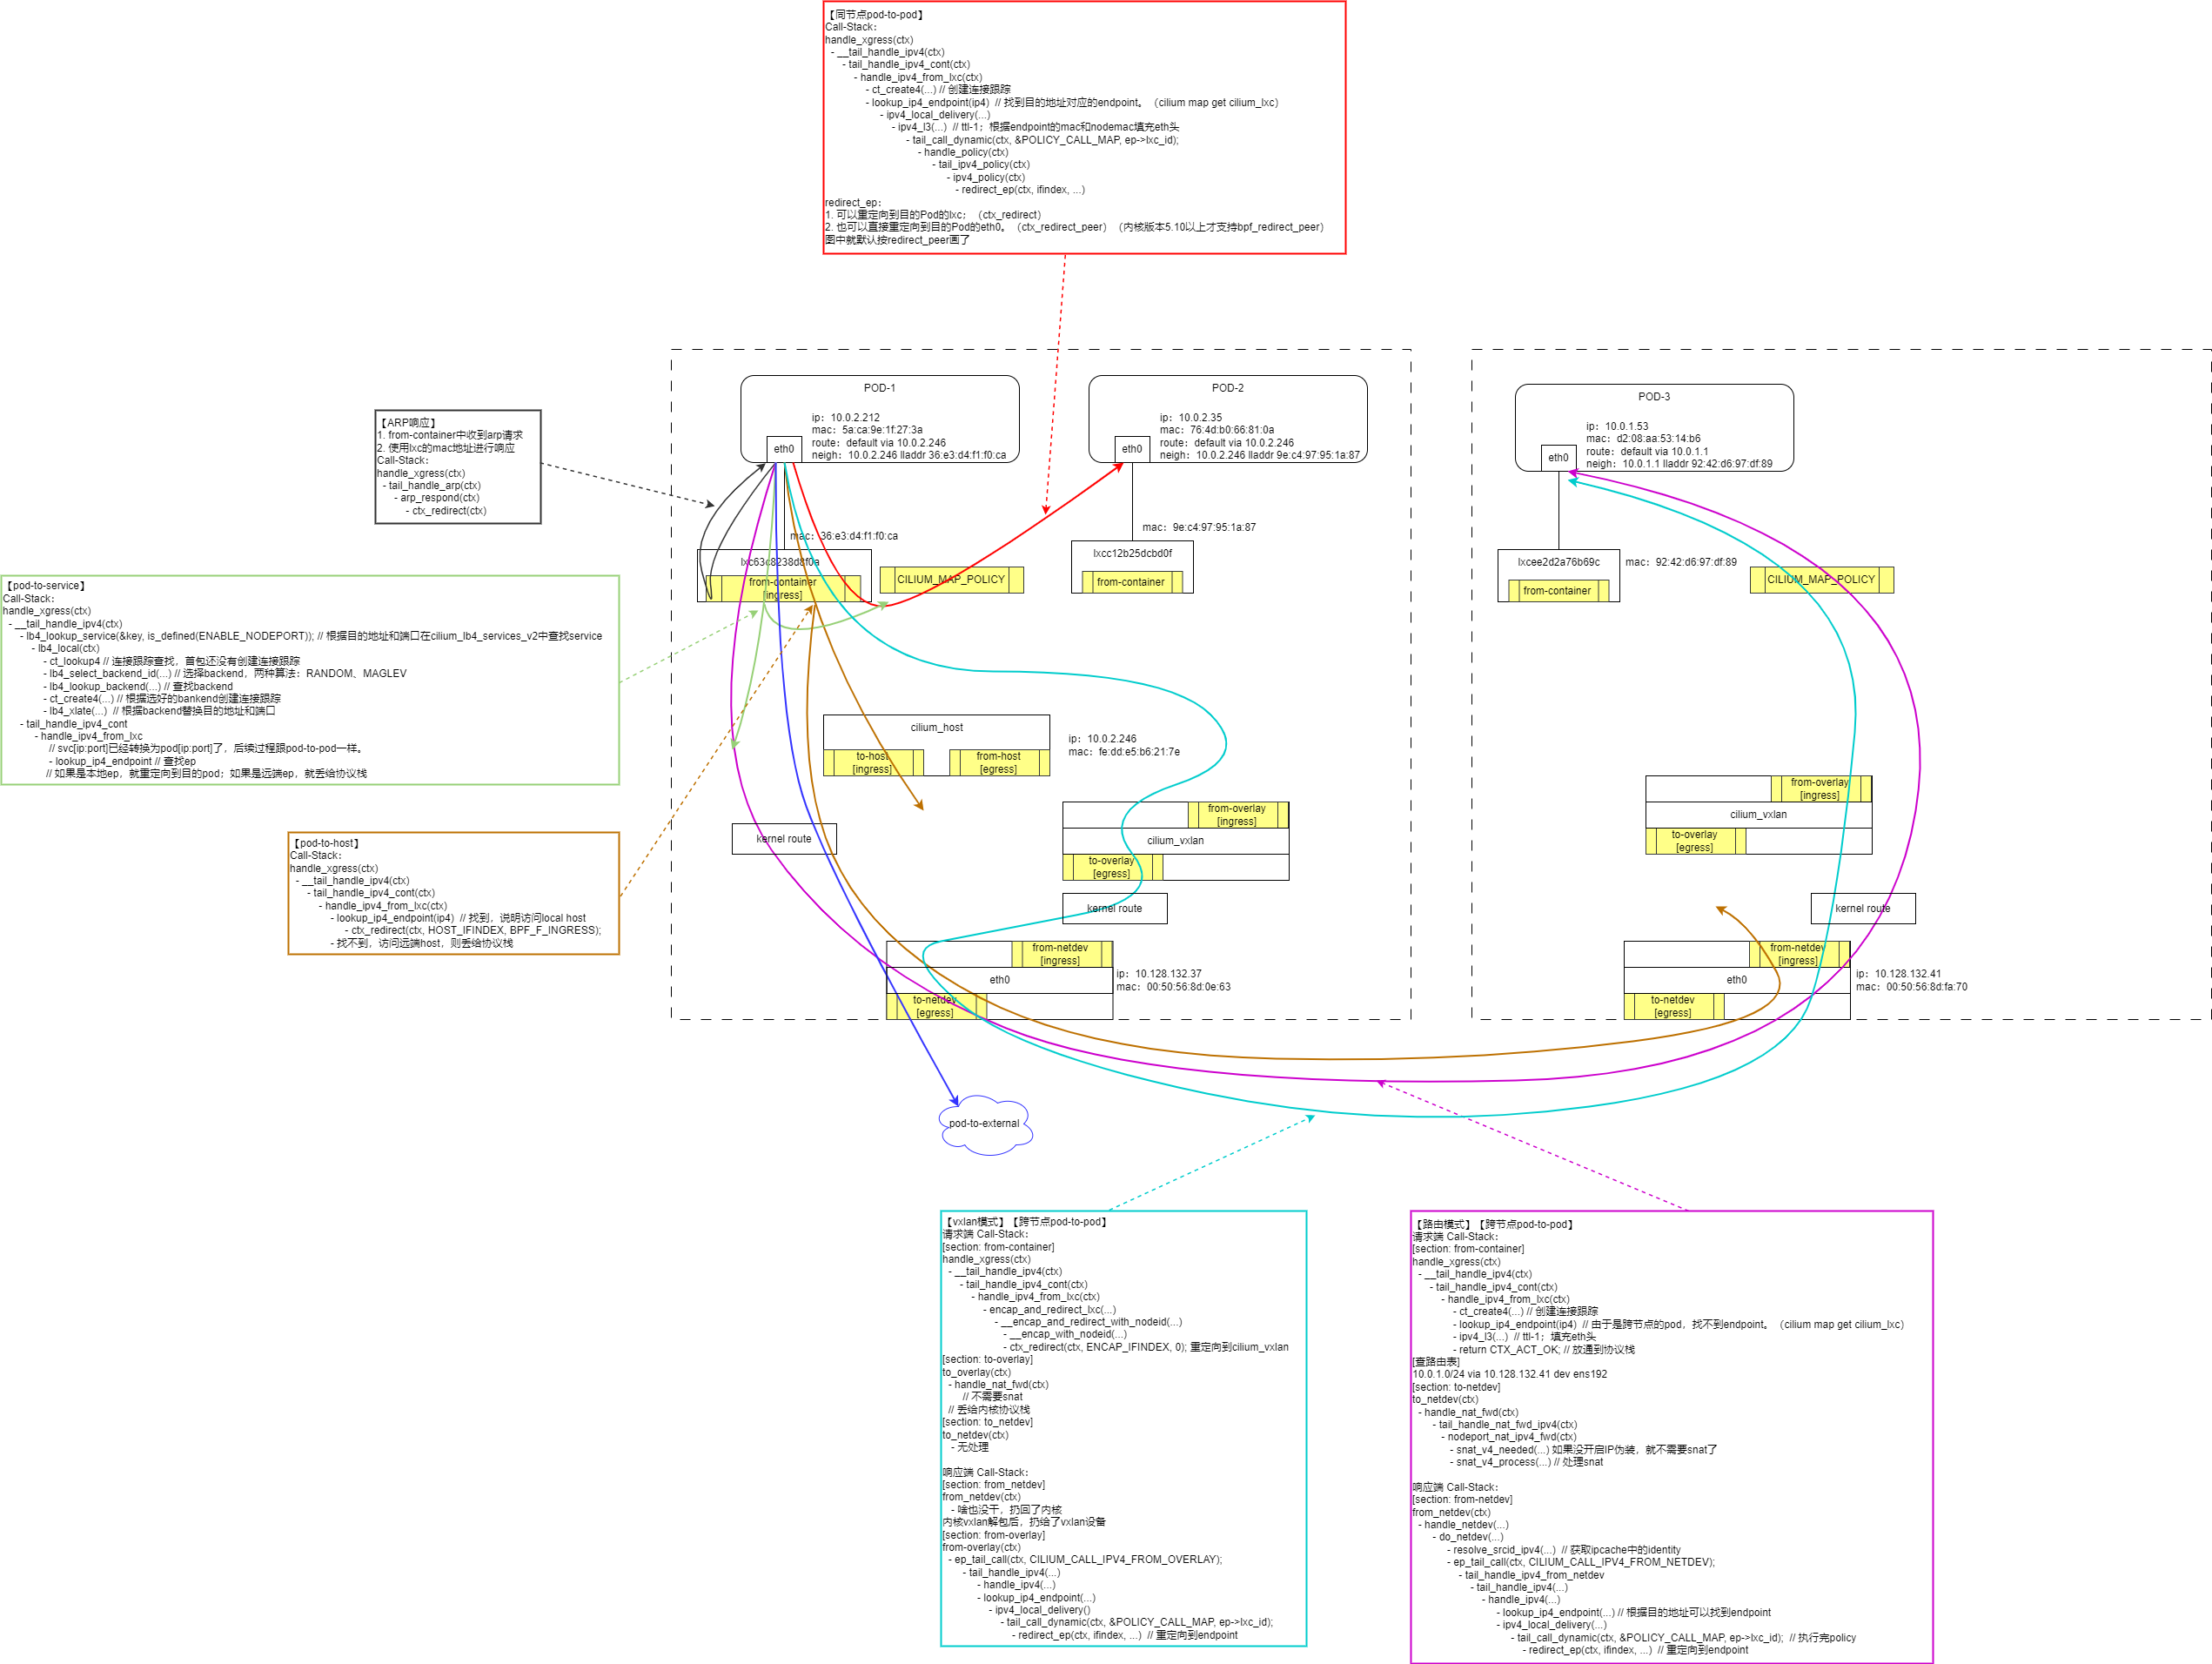 【同节点pod-to-pod】
Call-Stack：
handle_xgress(ctx)
- __tail_handle_ipv4(ctx)
- tail_handle_ipv4_cont(ctx)
- handle_ipv4_from_lxc(ctx)
- ct_create4(...) // 创建连接跟踪
- lookup_ip4_endpoint(ip4)  // 找到目的地址对应的endpoint。（cilium map get cilium_lxc）
- ipv4_local_delivery(...)
- ipv4_l3(...)  // ttl-1；根据endpoint的mac和nodemac填充eth头
- tail_call_dynamic(ctx, &POLICY_CALL_MAP, ep->lxc_id);
- handle_policy(ctx)
- tail_ipv4_policy(ctx)
- ipv4_policy(ctx)
- redirect_ep(ctx, ifindex, ...)
redirect_ep：
1. 可以重定向到目的Pod的lxc；（ctx_redirect）
2. 也可以直接重定向到目的Pod的eth0。（ctx_redirect_peer）（内核版本5.10以上才支持bpf_redirect_peer）
图中就默认按redirect_peer画了
POD-1
ip：10.0.2.212
mac：5a:ca:9e:1f:27:3a
route：default via 10.0.2.246
neigh：10.0.2.246 lladdr 36:e3:d4:f1:f0:ca
eth0
POD-2
ip：10.0.2.35
mac：76:4d:b0:66:81:0a
route：default via 10.0.2.246
neigh：10.0.2.246 lladdr 9e:c4:97:95:1a:87
eth0
POD-3
ip：10.0.1.53
mac：d2:08:aa:53:14:b6
route：default via 10.0.1.1
neigh：10.0.1.1 lladdr 92:42:d6:97:df:89
eth0
【ARP响应】
1. from-container中收到arp请求
2. 使用lxc的mac地址进行响应
Call-Stack：
handle_xgress(ctx)
- tail_handle_arp(ctx)
- arp_respond(ctx)
- ctx_redirect(ctx)
mac：36:e3:d4:f1:f0:ca
lxc63c8238d8f0a
from-container
[ingress]
CILIUM_MAP_POLICY
mac：9e:c4:97:95:1a:87
lxcc12b25dcbd0f
from-container
lxcee2d2a76b69c
from-container
mac：92:42:d6:97:df:89
CILIUM_MAP_POLICY
【pod-to-service】
Call-Stack：
handle_xgress(ctx)
- __tail_handle_ipv4(ctx)
- lb4_lookup_service(&key, is_defined(ENABLE_NODEPORT)); // 根据目的地址和端口在cilium_lb4_services_v2中查找service
- lb4_local(ctx)
- ct_lookup4 // 连接跟踪查找，首包还没有创建连接跟踪
- lb4_select_backend_id(...) // 选择backend，两种算法：RANDOM、MAGLEV
- lb4_lookup_backend(...) // 查找backend
- ct_create4(...) // 根据选好的bankend创建连接跟踪
- lb4_xlate(...)  // 根据backend替换目的地址和端口
- tail_handle_ipv4_cont
- handle_ipv4_from_lxc
// svc[ip:port]已经转换为pod[ip:port]了，后续过程跟pod-to-pod一样。
- lookup_ip4_endpoint // 查找ep
// 如果是本地ep，就重定向到目的pod；如果是远端ep，就丢给协议栈
cilium_host
to-host
[ingress]
from-host
[egress]
ip：10.0.2.246
mac：fe:dd:e5:b6:21:7e
from-overlay
[ingress]
cilium_vxlan
to-overlay
[egress]
from-overlay
[ingress]
cilium_vxlan
to-overlay
[egress]
kernel route
kernel route
kernel route
【pod-to-host】
Call-Stack：
handle_xgress(ctx)
- __tail_handle_ipv4(ctx)
- tail_handle_ipv4_cont(ctx)
- handle_ipv4_from_lxc(ctx)
- lookup_ip4_endpoint(ip4)  // 找到，说明访问local host
- ctx_redirect(ctx, HOST_IFINDEX, BPF_F_INGRESS);
- 找不到，访问远端host，则丢给协议栈
from-netdev
[ingress]
eth0
to-netdev
[egress]
ip：10.128.132.37
mac：00:50:56:8d:0e:63
from-netdev
[ingress]
eth0
to-netdev
[egress]
ip：10.128.132.41
mac：00:50:56:8d:fa:70
pod-to-external
【vxlan模式】【跨节点pod-to-pod】
请求端 Call-Stack：
[section: from-container]
handle_xgress(ctx)
- __tail_handle_ipv4(ctx)
- tail_handle_ipv4_cont(ctx)
- handle_ipv4_from_lxc(ctx)
- encap_and_redirect_lxc(...)
- __encap_and_redirect_with_nodeid(...)
- __encap_with_nodeid(...)
- ctx_redirect(ctx, ENCAP_IFINDEX, 0); 重定向到cilium_vxlan
[section: to-overlay]
to_overlay(ctx)
- handle_nat_fwd(ctx)
// 不需要snat
// 丢给内核协议栈
[section: to_netdev]
to_netdev(ctx)
- 无处理
响应端 Call-Stack：
[section: from_netdev]
from_netdev(ctx)
- 啥也没干，扔回了内核
内核vxlan解包后，扔给了vxlan设备
[section: from-overlay]
from-overlay(ctx)
- ep_tail_call(ctx, CILIUM_CALL_IPV4_FROM_OVERLAY);
- tail_handle_ipv4(...)
- handle_ipv4(...)
- lookup_ip4_endpoint(...)
- ipv4_local_delivery()
- tail_call_dynamic(ctx, &POLICY_CALL_MAP, ep->lxc_id);
- redirect_ep(ctx, ifindex, ...)  // 重定向到endpoint
【路由模式】【跨节点pod-to-pod】
请求端 Call-Stack：
[section: from-container]
handle_xgress(ctx)
- __tail_handle_ipv4(ctx)
- tail_handle_ipv4_cont(ctx)
- handle_ipv4_from_lxc(ctx)
- ct_create4(...) // 创建连接跟踪
- lookup_ip4_endpoint(ip4)  // 由于是跨节点的pod，找不到endpoint。（cilium map get cilium_lxc）
- ipv4_l3(...)  // ttl-1；填充eth头
- return CTX_ACT_OK; // 放通到协议栈
[查路由表]
10.0.1.0/24 via 10.128.132.41 dev ens192
[section: to-netdev]
to_netdev(ctx)
- handle_nat_fwd(ctx)
- tail_handle_nat_fwd_ipv4(ctx)
- nodeport_nat_ipv4_fwd(ctx)
- snat_v4_needed(...) 如果没开启IP伪装，就不需要snat了
- snat_v4_process(...) // 处理snat
响应端 Call-Stack：
[section: from-netdev]
from_netdev(ctx)
- handle_netdev(...)
- do_netdev(...)
- resolve_srcid_ipv4(...)  // 获取ipcache中的identity
- ep_tail_call(ctx, CILIUM_CALL_IPV4_FROM_NETDEV);
- tail_handle_ipv4_from_netdev
- tail_handle_ipv4(...)
- handle_ipv4(...)
- lookup_ip4_endpoint(...) // 根据目的地址可以找到endpoint
- ipv4_local_delivery(...)
- tail_call_dynamic(ctx, &POLICY_CALL_MAP, ep->lxc_id);  // 执行完policy
- redirect_ep(ctx, ifindex, ...)  // 重定向到endpoint